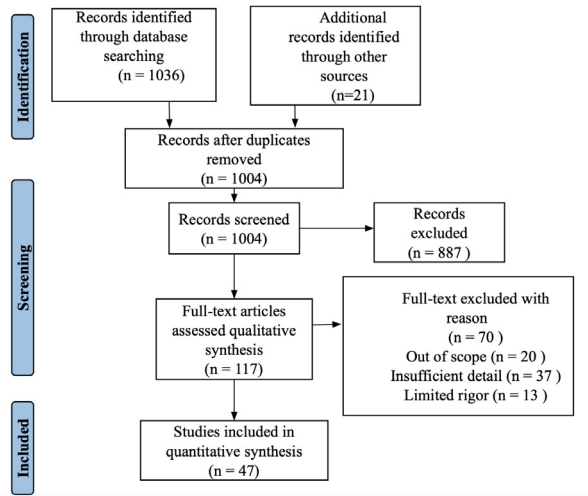 Identification
Records identified
through database
searching
(n = 1036)
Additional
records identified
through other
sources
(n=21)
Records after duplicates
removed
(n = 1004)
Screening
Records screened
(n = 1004)
Records
excluded
(n = 887 )
Full-text articles
assessed qualitative
synthesis
(n = 117)
Full-text excluded with
reason
(n = 70 )
Out of scope (n = 20 )
Insufficient detail (n = 37 )
Limited rigor (n = 13 )
Included
Studies included in
quantitative synthesis
(n = 47)